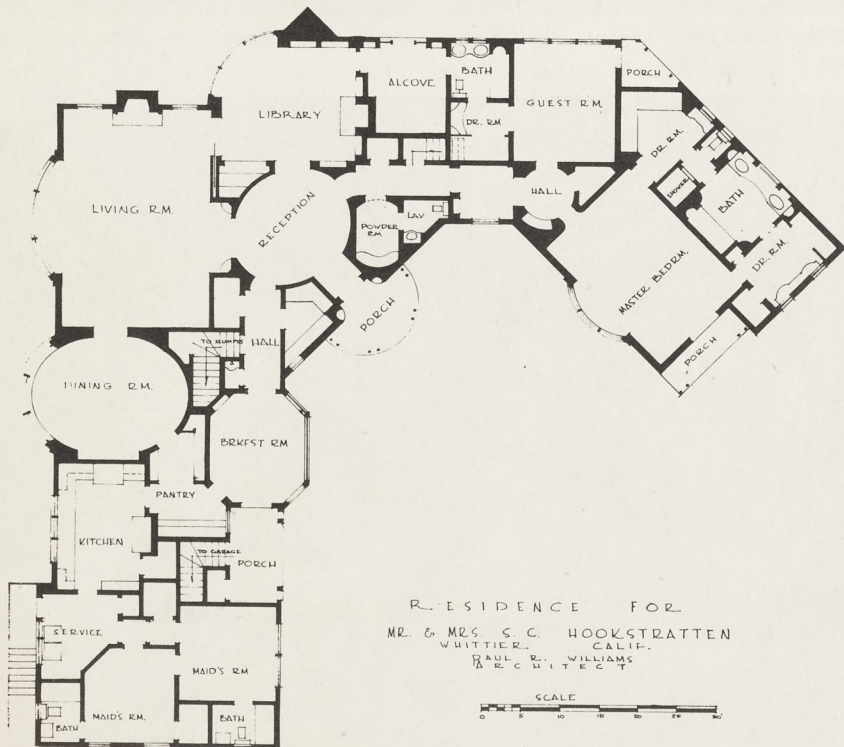 BATH
PORCH
ALCOVE
GUEST RM.
LIBRARY
DR. RM
DR. RM.
SHOWER
BATH
HALL
LIVING RM.
RECEPTION
POWDER RM
LAV
MASTER BEDRM.
DR. RM.
PORCH
PORCH
HALL
DINING RM.
BRKFST RM
PANTRY
KITCHEN
TO GARAGE
PORCH
SERVICE
MAID'S RM
MAID'S RM.
BATH
BATH
RESIDENCE FOR
MR. & MRS. S. C. HOOKSTRATTEN
WHITTIER CALIF.
PAUL R. WILLIAMS
ARCHITECT
SCALE
0 5 10 15 20 25 30'